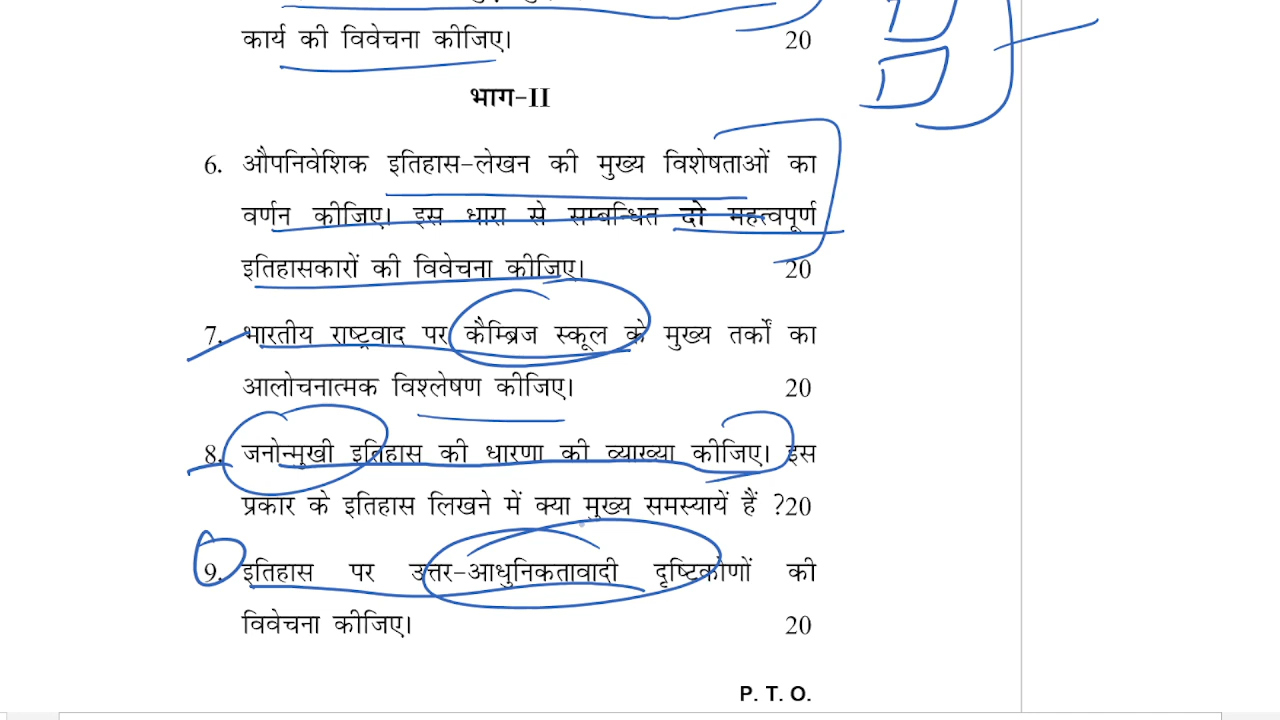 कार्य की विवेचना कीजिए। 20
भाग-II
6. औपनिवेशिक इतिहास-लेखन की मुख्य विशेषताओं का
वर्णन कीजिए। इस धारा से सम्बन्धित दो महत्त्वपूर्ण
इतिहासकारों की विवेचना कीजिए। 20
7. भारतीय राष्ट्रवाद पर कैम्ब्रिज स्कूल के मुख्य तर्कों का
आलोचनात्मक विश्लेषण कीजिए। 20
8. जनोन्मुखी इतिहास की धारणा की व्याख्या कीजिए। इस
प्रकार के इतिहास लिखने में क्या मुख्य समस्यायें हैं ?20
9. इतिहास पर उत्तर-आधुनिकतावादी दृष्टिकोणों की
विवेचना कीजिए। 20
P. T. O.